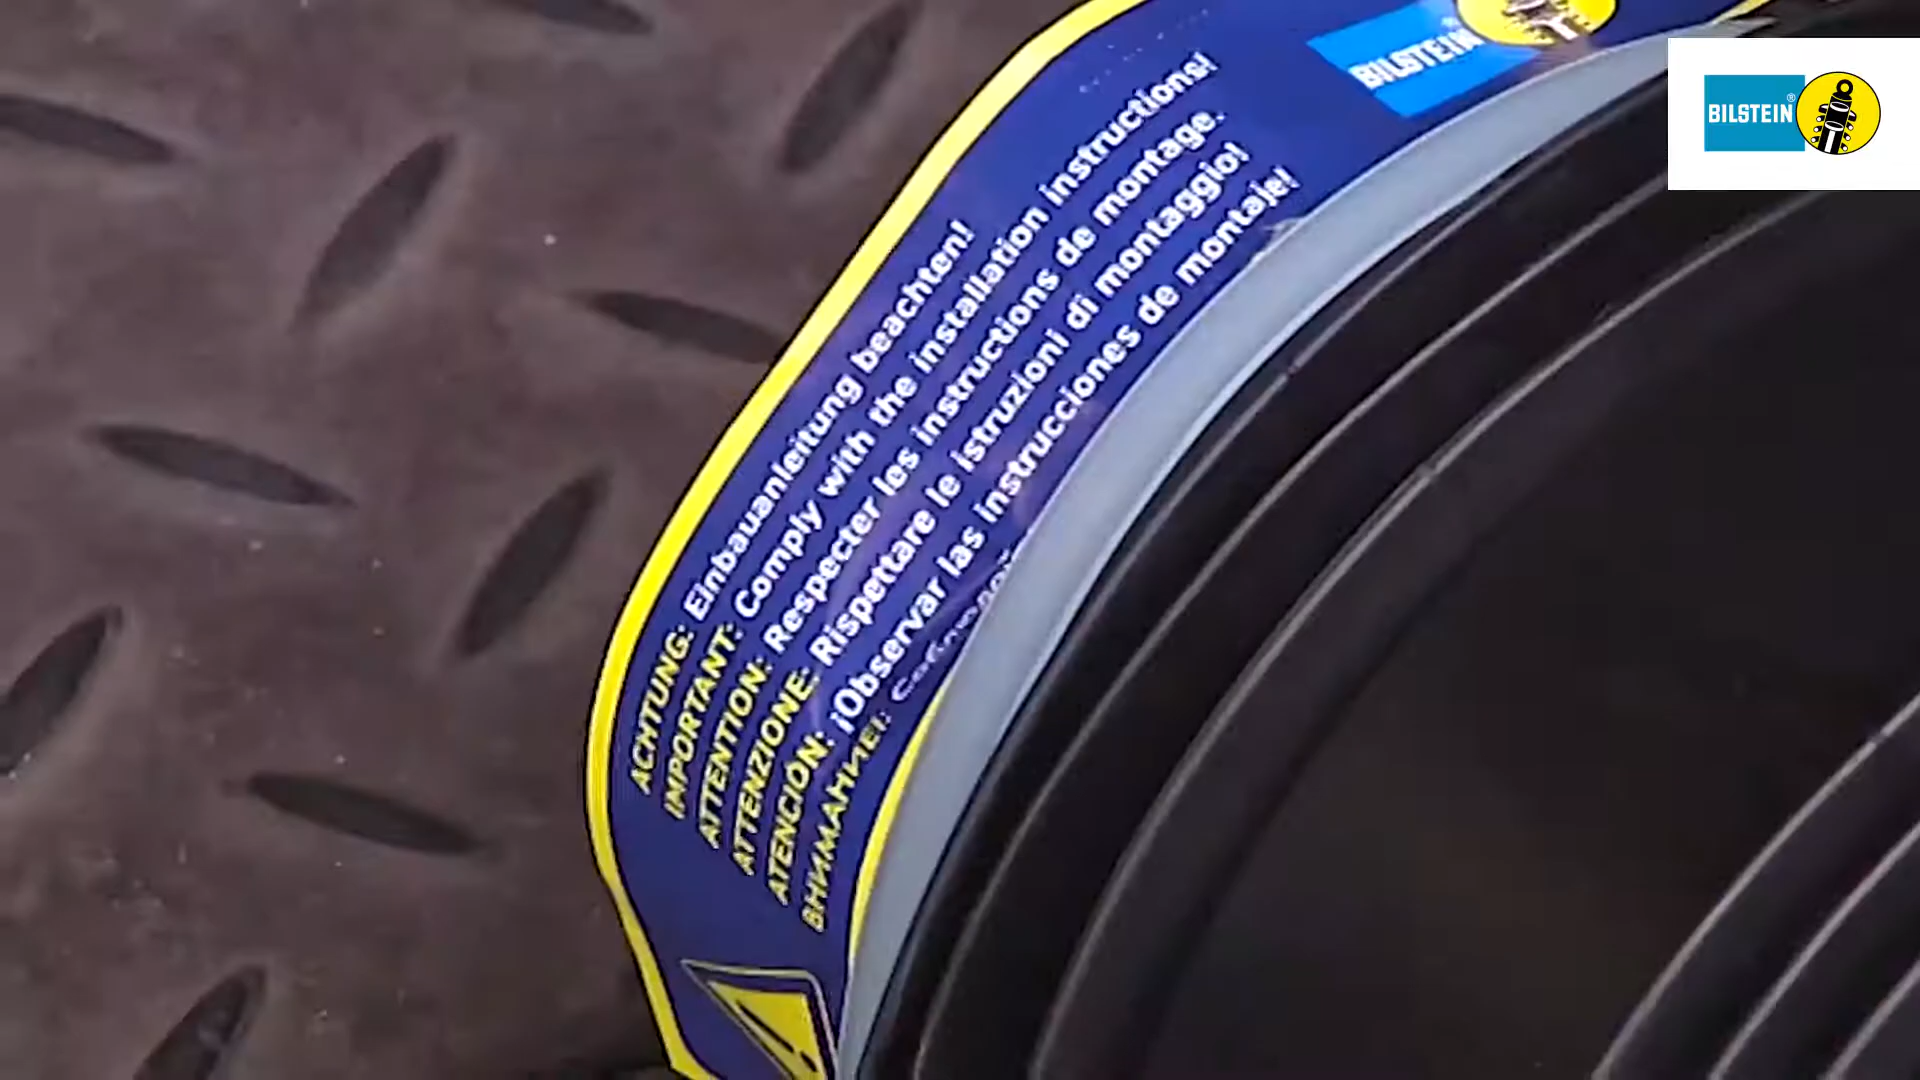 ACHTUNG: Einbauanleitung beachten!
IMPORTANT: Comply with the installation instructions!
ATTENTION: Respecter les instructions de montage.
ATTENZIONE: Rispettare le istruzioni di montaggio!
ATENCIÓN: ¡Observar las instrucciones de montaje!
ВНИМАНИЕ!:
BILSTEIN®
BILSTEIN®